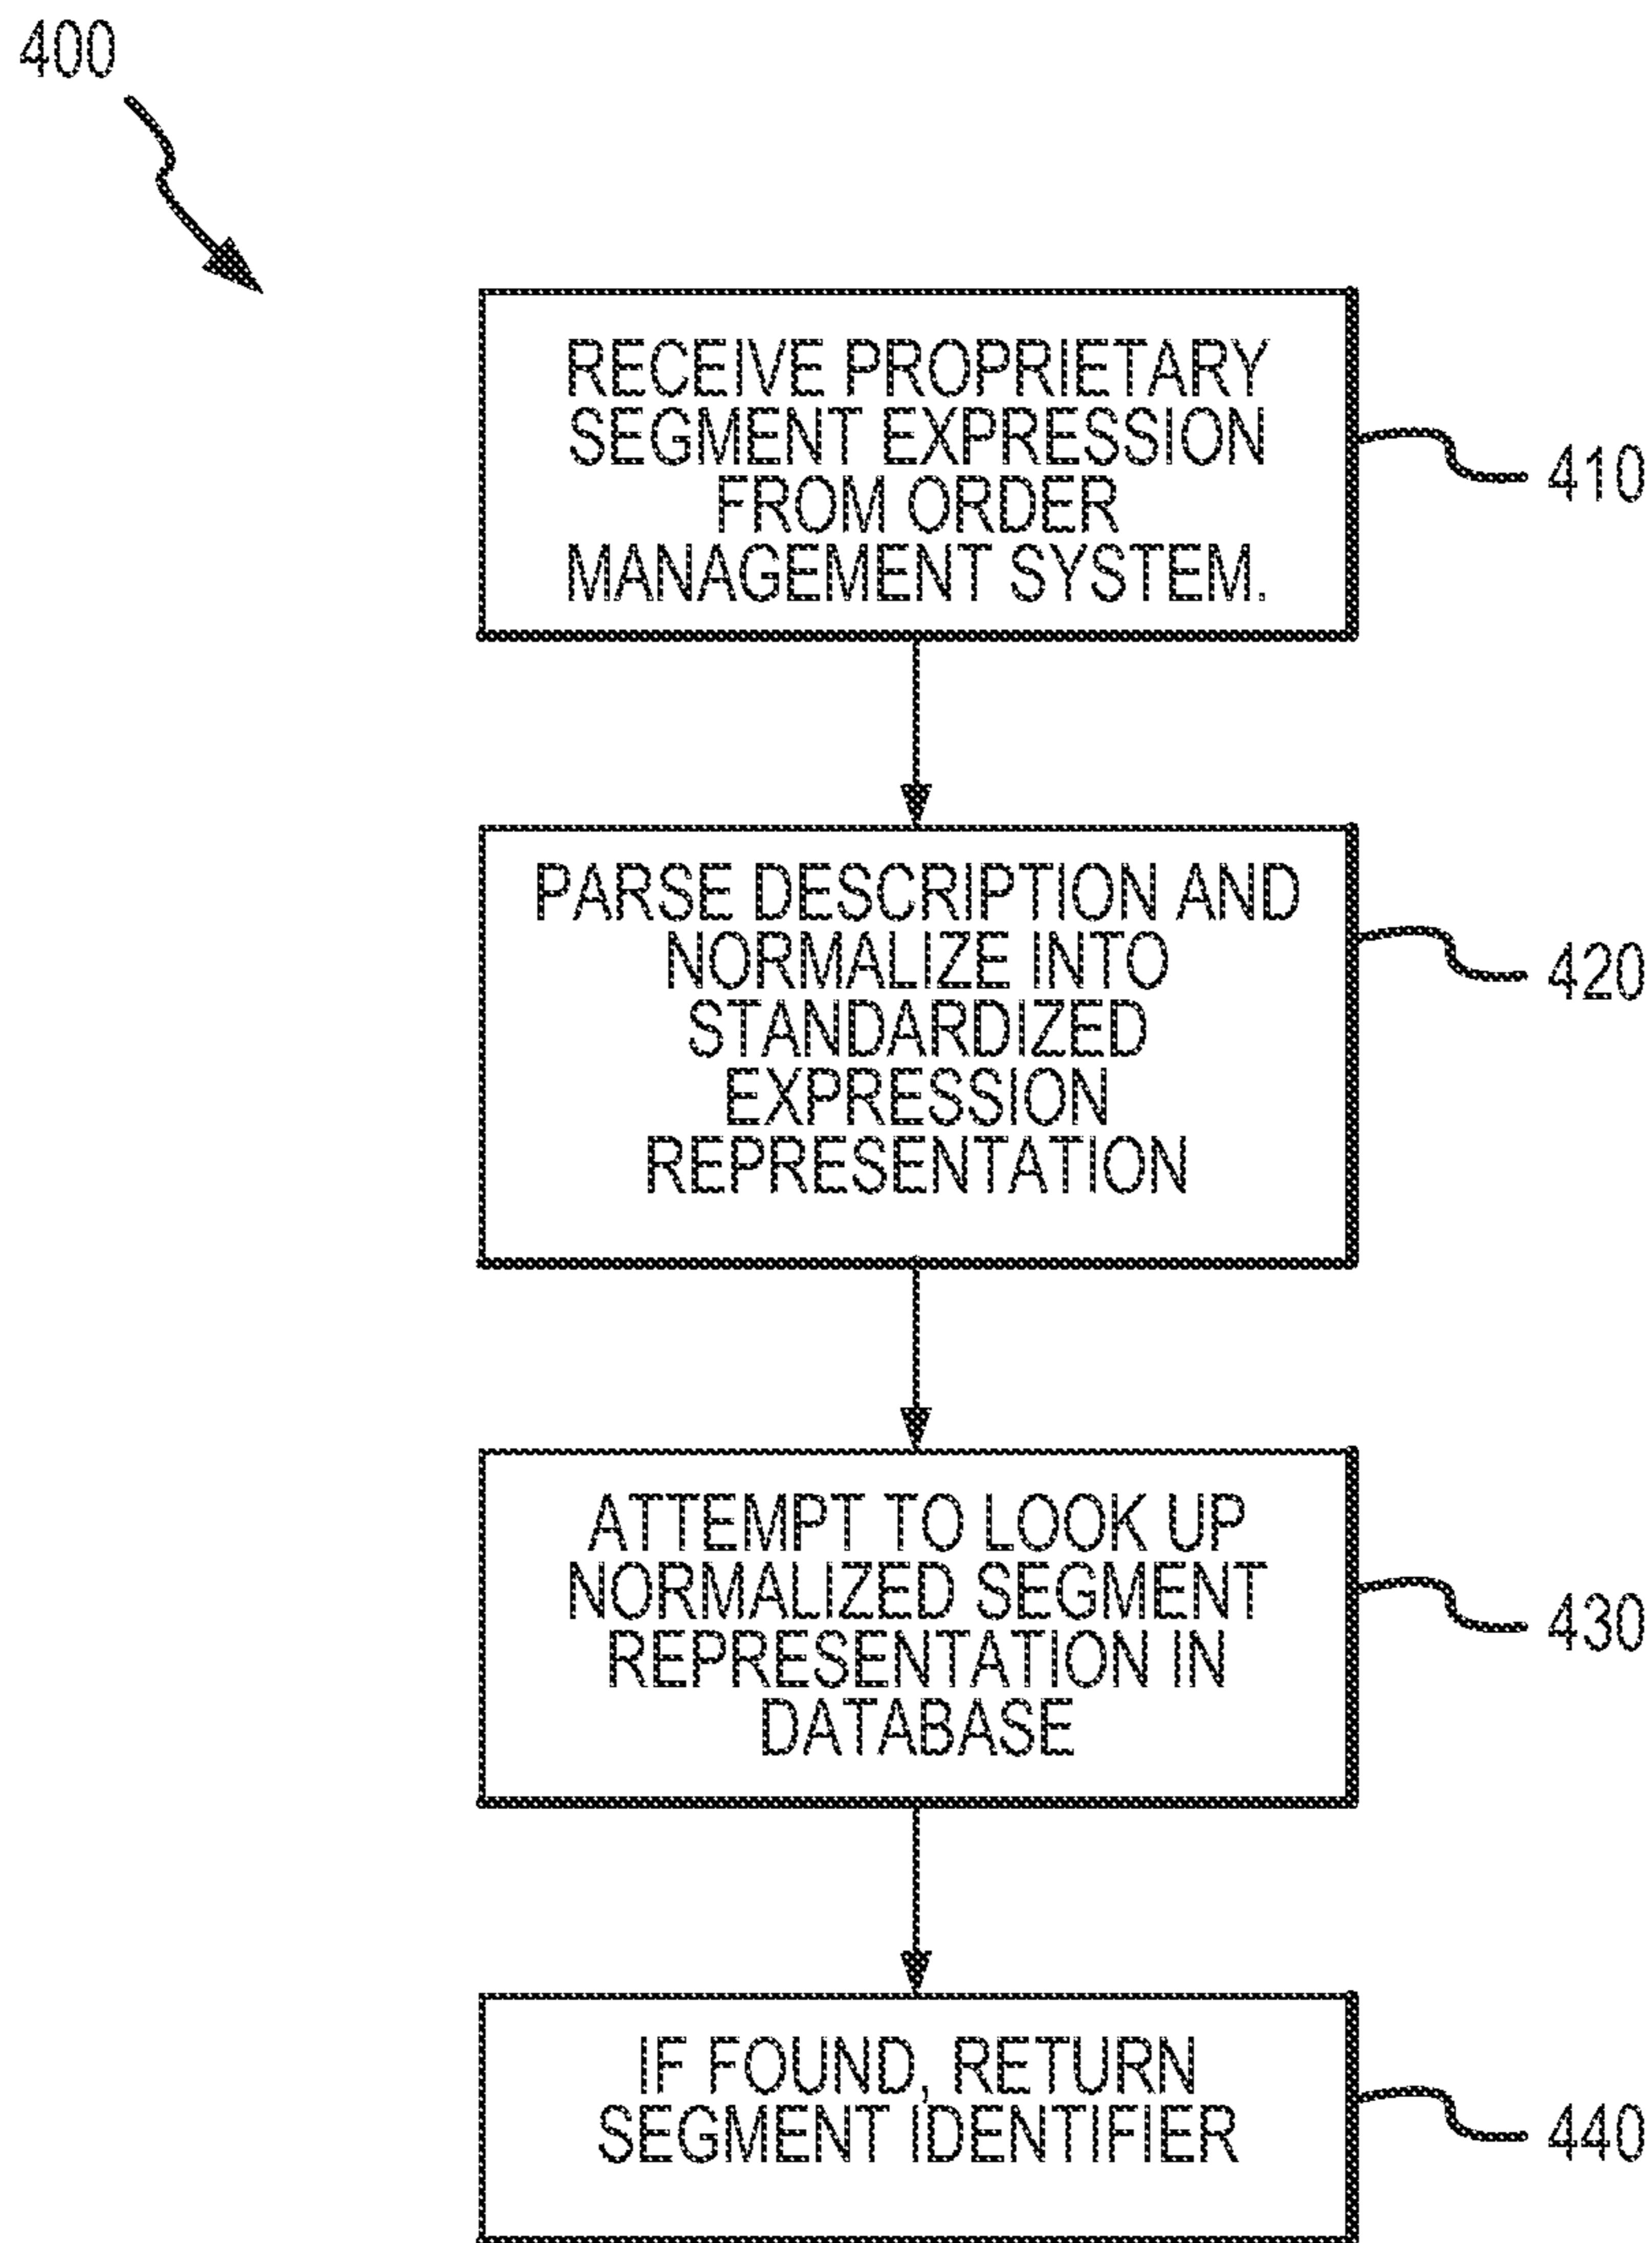 400
RECEIVE PROPRIETARY
SEGMENT EXPRESSION
FROM ORDER
MANAGEMENT SYSTEM.
410
PARSE DESCRIPTION AND
NORMALIZE INTO
STANDARDIZED
EXPRESSION
REPRESENTATION
420
ATTEMPT TO LOOK UP
NORMALIZED SEGMENT
REPRESENTATION IN
DATABASE
430
IF FOUND, RETURN
SEGMENT IDENTIFIER
440